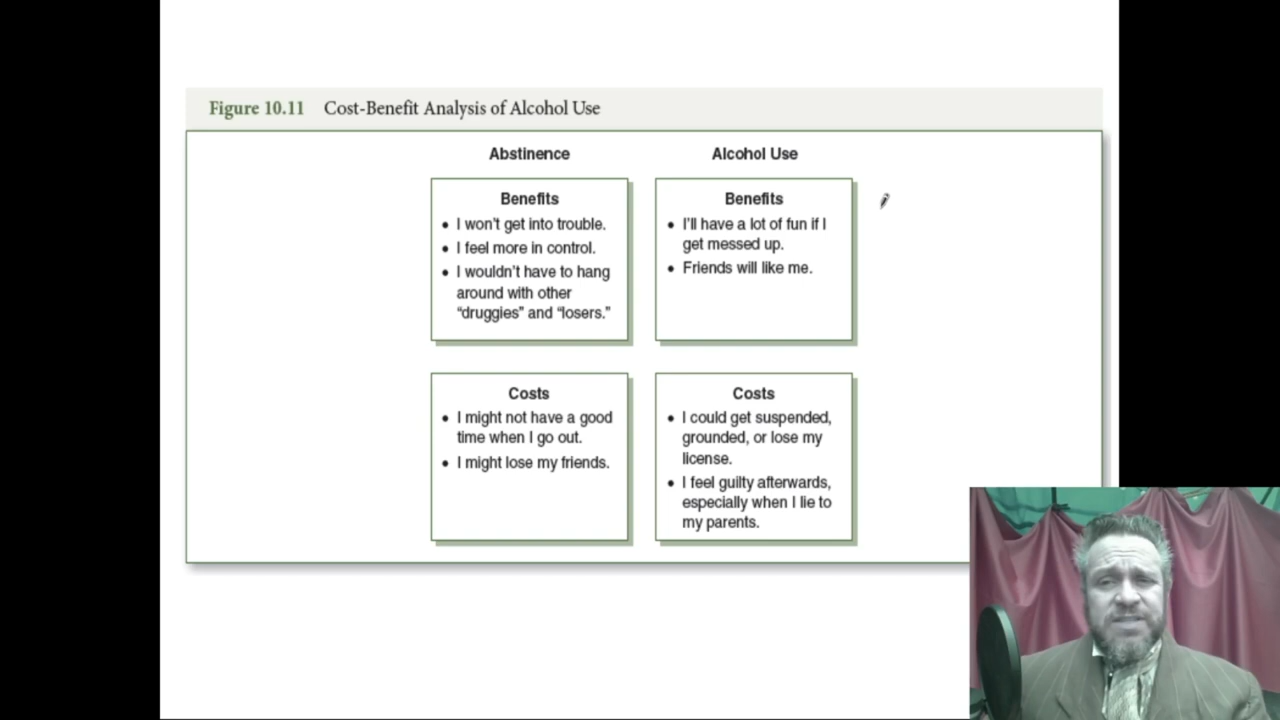 Figure 10.11 Cost-Benefit Analysis of Alcohol Use
Abstinence
Benefits
• I won't get into trouble.
• I feel more in control.
• I wouldn't have to hang
around with other
“druggies” and “losers.”
Costs
• I might not have a good
time when I go out.
• I might lose my friends.
Alcohol Use
Benefits
• I'll have a lot of fun if I
get messed up.
• Friends will like me.
Costs
• I could get suspended,
grounded, or lose my
license.
• I feel guilty afterwards,
especially when I lie to
my parents.